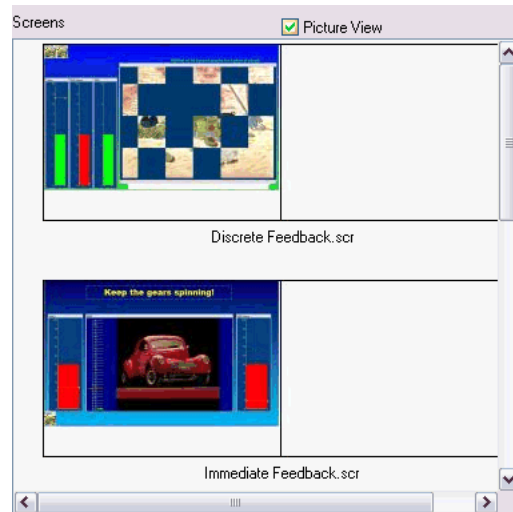 Screens
Picture View
Discrete Feedback.scr
Keep the gears spinning!
Immediate Feedback.scr